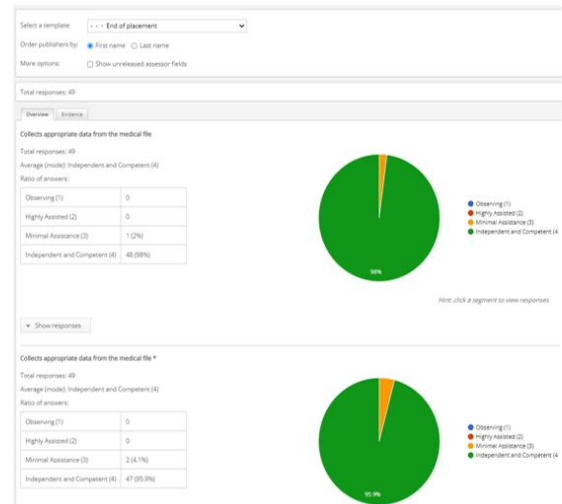 Select a template: - - - End of placement
Order publishers by: First name Last name
More options: Show unreleased assessor fields
Total responses: 49
Overview Evidence
Collects appropriate data from the medical file
Total responses: 49
Average (mode): Independent and Competent (4)
Ratio of answers:
Observing (1) 0
Highly Assisted (2) 0
Minimal Assistance (3) 1 (2%)
Independent and Competent (4) 48 (98%)
98%
Observing (1)
Highly Assisted (2)
Minimal Assistance (3)
Independent and Competent (4
Hint: click a segment to view responses
Show responses
Collects appropriate data from the medical file *
Total responses: 49
Average (mode): Independent and Competent (4)
Ratio of answers:
Observing (1) 0
Highly Assisted (2) 0
Minimal Assistance (3) 2 (4.1%)
Independent and Competent (4) 47 (95.9%)
95.9%
Observing (1)
Highly Assisted (2)
Minimal Assistance (3)
Independent and Competent (4